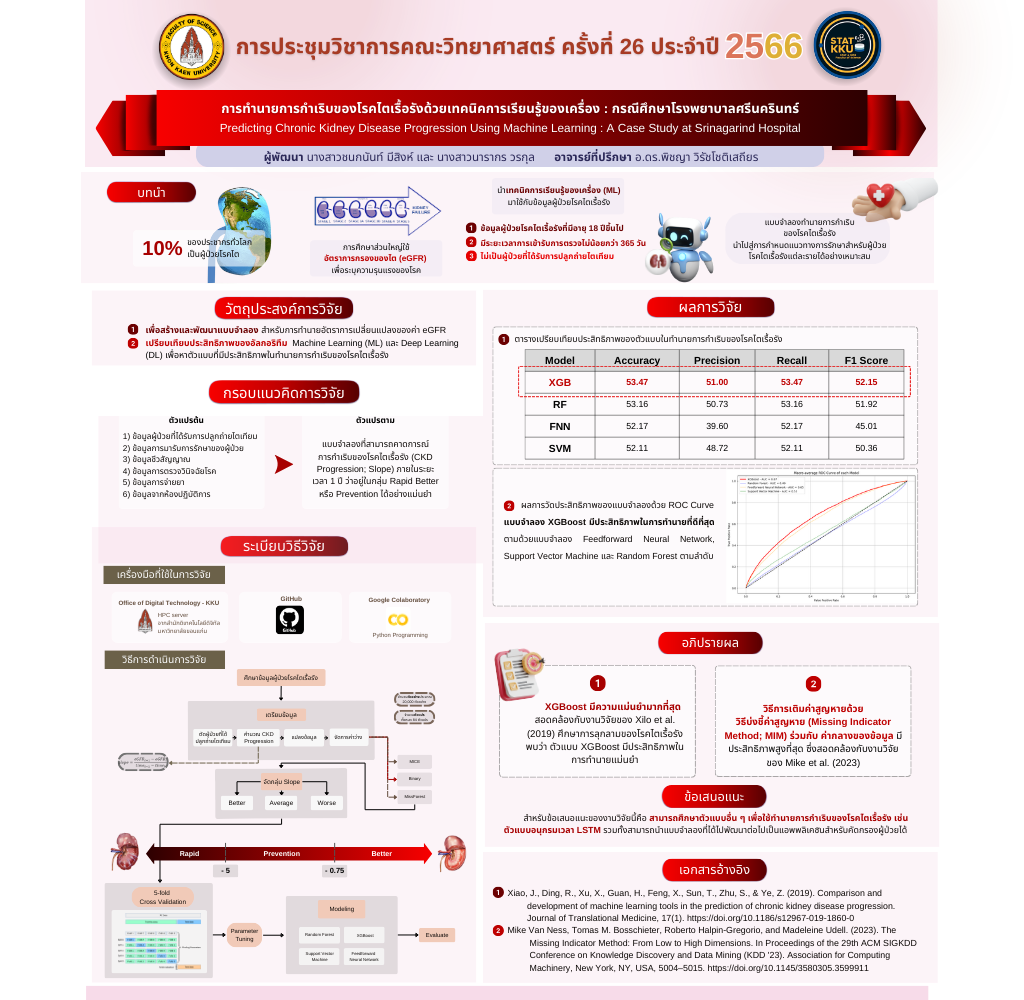 FACULTY OF SCIENCE
KHON KAEN UNIVERSITY
การประชุมวิชาการคณะวิทยาศาสตร์ ครั้งที่ 26 ประจำปี 2566
STAT KKU
การทำนายการกำเริบของโรคไตเรื้อรังด้วยเทคนิคการเรียนรู้ของเครื่อง : กรณีศึกษาโรงพยาบาลศรีนครินทร์
Predicting Chronic Kidney Disease Progression Using Machine Learning : A Case Study at Srinagarind Hospital
ผู้พัฒนา นางสาวชนกนันท์ มีสิงห์ และ นางสาวนารากร วรกุล อาจารย์ที่ปรึกษา อ.ดร.พิชญา วิรัชโชติเสถียร
บทนำ
10% ของประชากรทั่วโลก
เป็นผู้ป่วยโรคไต
KIDNEY FAILURE
การศึกษาส่วนใหญ่ใช้
อัตราการกรองของไต (eGFR)
เพื่อระบุความรุนแรงของโรค
นำเทคนิคการเรียนรู้ของเครื่อง (ML)
มาใช้กับข้อมูลผู้ป่วยโรคไตเรื้อรัง
1 ข้อมูลผู้ป่วยโรคไตเรื้อรังที่มีอายุ 18 ปีขึ้นไป
2 มีระยะเวลาการเข้ารับการตรวจไม่น้อยกว่า 365 วัน
3 ไม่เป็นผู้ป่วยที่ได้รับการปลูกถ่ายไตเทียม
แบบจำลองทำนายการกำเริบ
ของโรคไตเรื้อรัง
นำไปสู่การกำหนดแนวทางการรักษาสำหรับผู้ป่วย
โรคไตเรื้อรังแต่ละรายได้อย่างเหมาะสม
วัตถุประสงค์การวิจัย
1 เพื่อสร้างและพัฒนาแบบจำลอง สำหรับการทำนายอัตราการเปลี่ยนแปลงของค่า eGFR
2 เปรียบเทียบประสิทธิภาพของอัลกอริทึม Machine Learning (ML) และ Deep Learning
(DL) เพื่อหาตัวแบบที่มีประสิทธิภาพในทำนายการกำเริบของโรคไตเรื้อรัง
กรอบแนวคิดการวิจัย
ตัวแปรต้น
1) ข้อมูลผู้ป่วยที่ได้รับการปลูกถ่ายไตเทียม
2) ข้อมูลการมารับการรักษาของผู้ป่วย
3) ข้อมูลชีวสัญญาณ
4) ข้อมูลการตรวจวินิจฉัยโรค
5) ข้อมูลการจ่ายยา
6) ข้อมูลจากห้องปฏิบัติการ
ตัวแปรตาม
แบบจำลองที่สามารถคาดการณ์
การกำเริบของโรคไตเรื้อรัง (CKD
Progression; Slope) ภายในระยะ
เวลา 1 ปี ว่าอยู่ในกลุ่ม Rapid Better
หรือ Prevention ได้อย่างแม่นยำ
ระเบียบวิธีวิจัย
เครื่องมือที่ใช้ในการวิจัย
Office of Digital Technology - KKU
HPC server
จากสำนักดิจิทัลเทคโนโลยีดิจิทัล
มหาวิทยาลัยขอนแก่น
GitHub
GitHub
Google Colaboratory
Python Programming
วิธีการดำเนินการวิจัย
ศึกษาข้อมูลผู้ป่วยโรคไตเรื้อรัง
เตรียมข้อมูล
ตัดผู้ป่วยที่ได้
ปลูกถ่ายไตเทียม
คำนวณ CKD
Progression
แปลงข้อมูล
จัดการค่าว่าง
MICE
Binary
MissForest
จัดกลุ่ม Slope
Better Average Worse
Rapid Prevention Better
- 5 - 0.75
5-fold
Cross Validation
Parameter
Tuning
Modeling
Random Forest
XGBoost
Support Vector
Machine
Feedforward
Neural Network
Evaluate
ผลการวิจัย
1 ตารางเปรียบเทียบประสิทธิภาพของตัวแบบในทำนายการกำเริบของโรคไตเรื้อรัง
Model Accuracy Precision Recall F1 Score
XGB 53.47 51.00 53.47 52.15
RF 53.16 50.73 53.16 51.92
FNN 52.17 39.60 52.17 45.01
SVM 52.11 48.72 52.11 50.36
2 ผลการวัดประสิทธิภาพของแบบจำลองด้วย ROC Curve
แบบจำลอง XGBoost มีประสิทธิภาพในการทำนายที่ดีที่สุด
ตามด้วยแบบจำลอง Feedforward Neural Network,
Support Vector Machine และ Random Forest ตามลำดับ
อภิปรายผล
1
XGBoost มีความแม่นยำมากที่สุด
สอดคล้องกับงานวิจัยของ Xilo et al.
(2019) ศึกษาการลุกลามของโรคไตเรื้อรัง
พบว่า ตัวแบบ XGBoost มีประสิทธิภาพใน
การทำนายแม่นยำ
2
วิธีการเติมค่าสูญหายด้วย
วิธีบ่งชี้ค่าสูญหาย (Missing Indicator
Method; MIM) ร่วมกับ ค่ากลางของข้อมูล มี
ประสิทธิภาพสูงที่สุด ซึ่งสอดคล้องกับงานวิจัย
ของ Mike et al. (2023)
ข้อเสนอแนะ
สำหรับข้อเสนอแนะของงานวิจัยนี้คือ สามารถศึกษาตัวแบบอื่น ๆ เพื่อใช้ทำนายการกำเริบของโรคไตเรื้อรัง เช่น
ตัวแบบอนุกรมเวลา LSTM รวมทั้งสามารถนำแบบจำลองที่ได้ไปพัฒนาต่อไปเป็นแอพพลิเคชันสำหรับคัดกรองผู้ป่วยได้
เอกสารอ้างอิง
1 Xiao, J., Ding, R., Xu, X., Guan, H., Feng, X., Sun, T., Zhu, S., & Ye, Z. (2019). Comparison and
development of machine learning tools in the prediction of chronic kidney disease progression.
Journal of Translational Medicine, 17(1). https://doi.org/10.1186/s12967-019-1860-0
2 Mike Van Ness, Tomas M. Bosschieter, Roberto Halpin-Gregorio, and Madeleine Udell. (2023). The
Missing Indicator Method: From Low to High Dimensions. In Proceedings of the 29th ACM SIGKDD
Conference on Knowledge Discovery and Data Mining (KDD '23). Association for Computing
Machinery, New York, NY, USA, 5004–5015. https://doi.org/10.1145/3580305.3599911